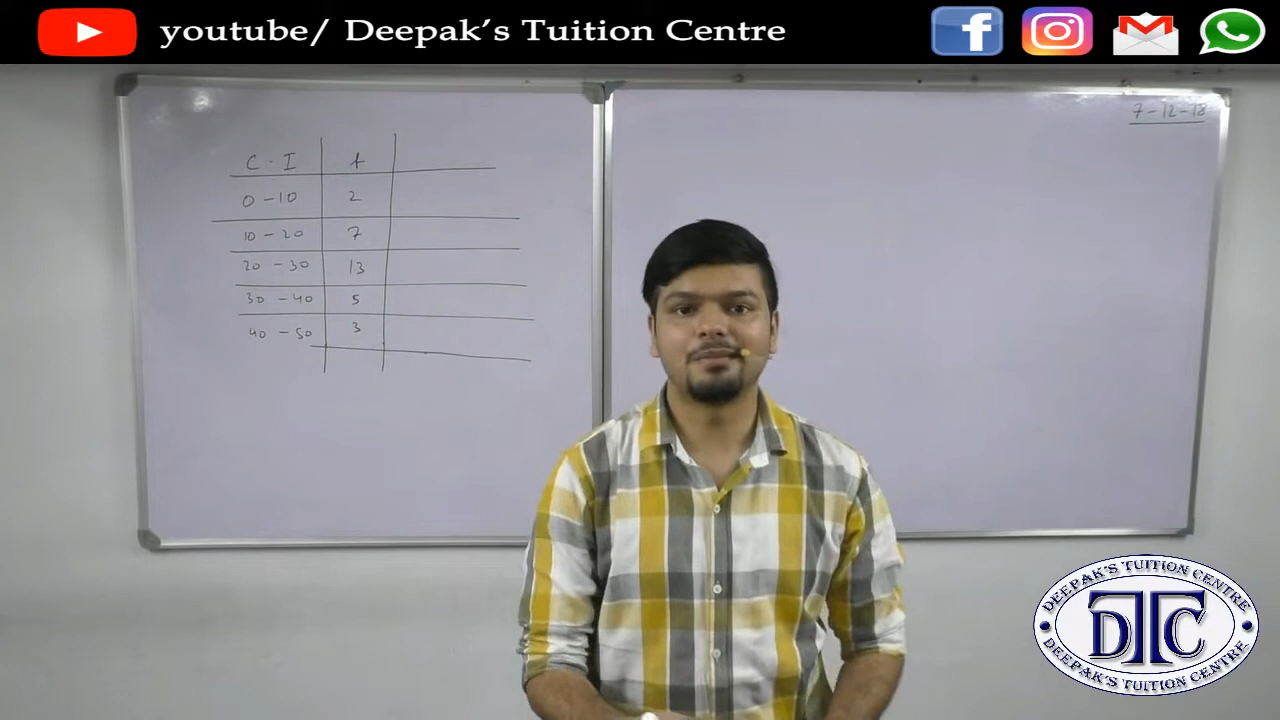 youtube/ Deepak's Tuition Centre
7-12-18
C-I f
0-10 2
10-20 7
20-30 13
30-40 5
40-50 3
DEEPAK'S TUITION CENTRE
DTC
DEEPAK'S TUITION CENTRE